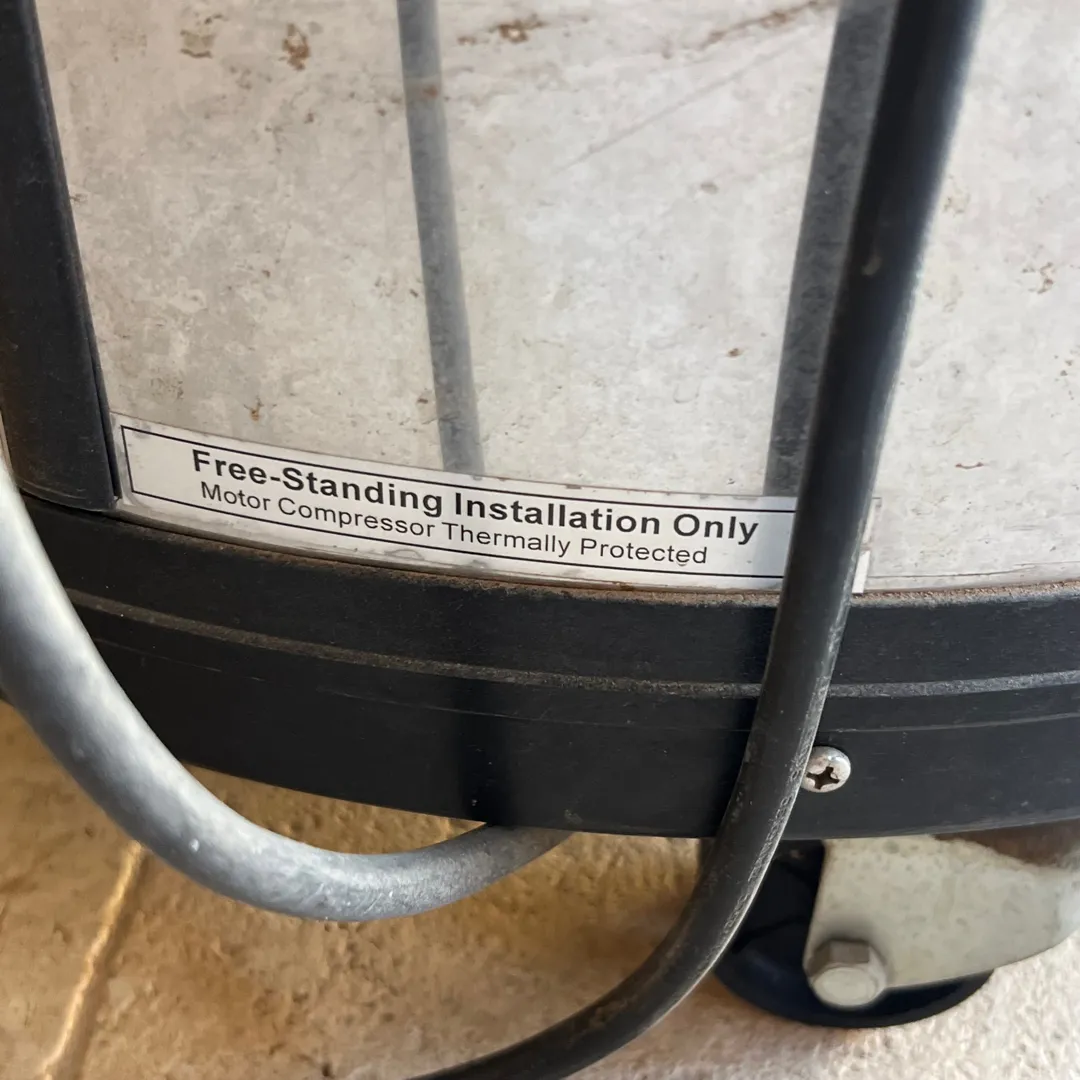 Free-Standing Installation Only
Motor Compressor Thermally Protected